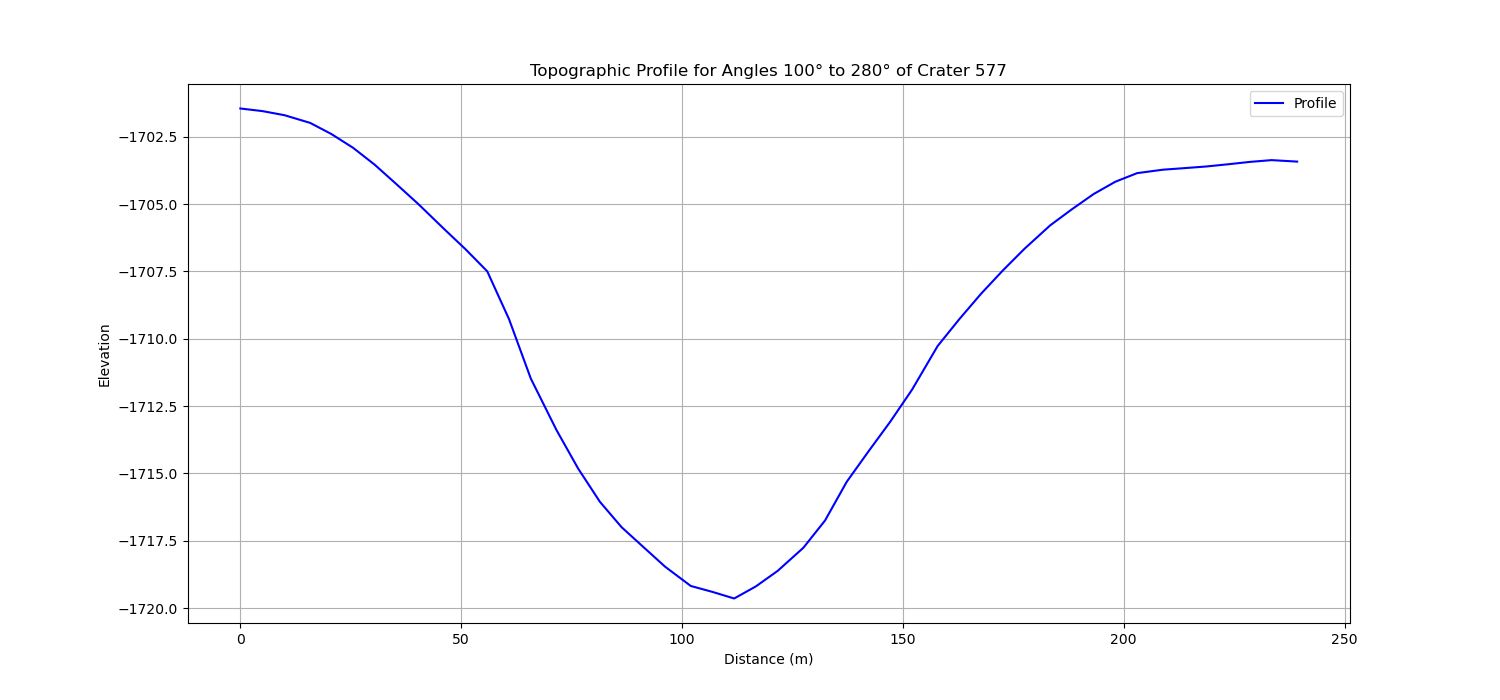 Topographic Profile for Angles 100° to 280° of Crater 577
Profile
−1702.5
−1705.0
−1707.5
−1710.0
−1712.5
−1715.0
−1717.5
−1720.0
Elevation
0 50 100 150 200 250
Distance (m)